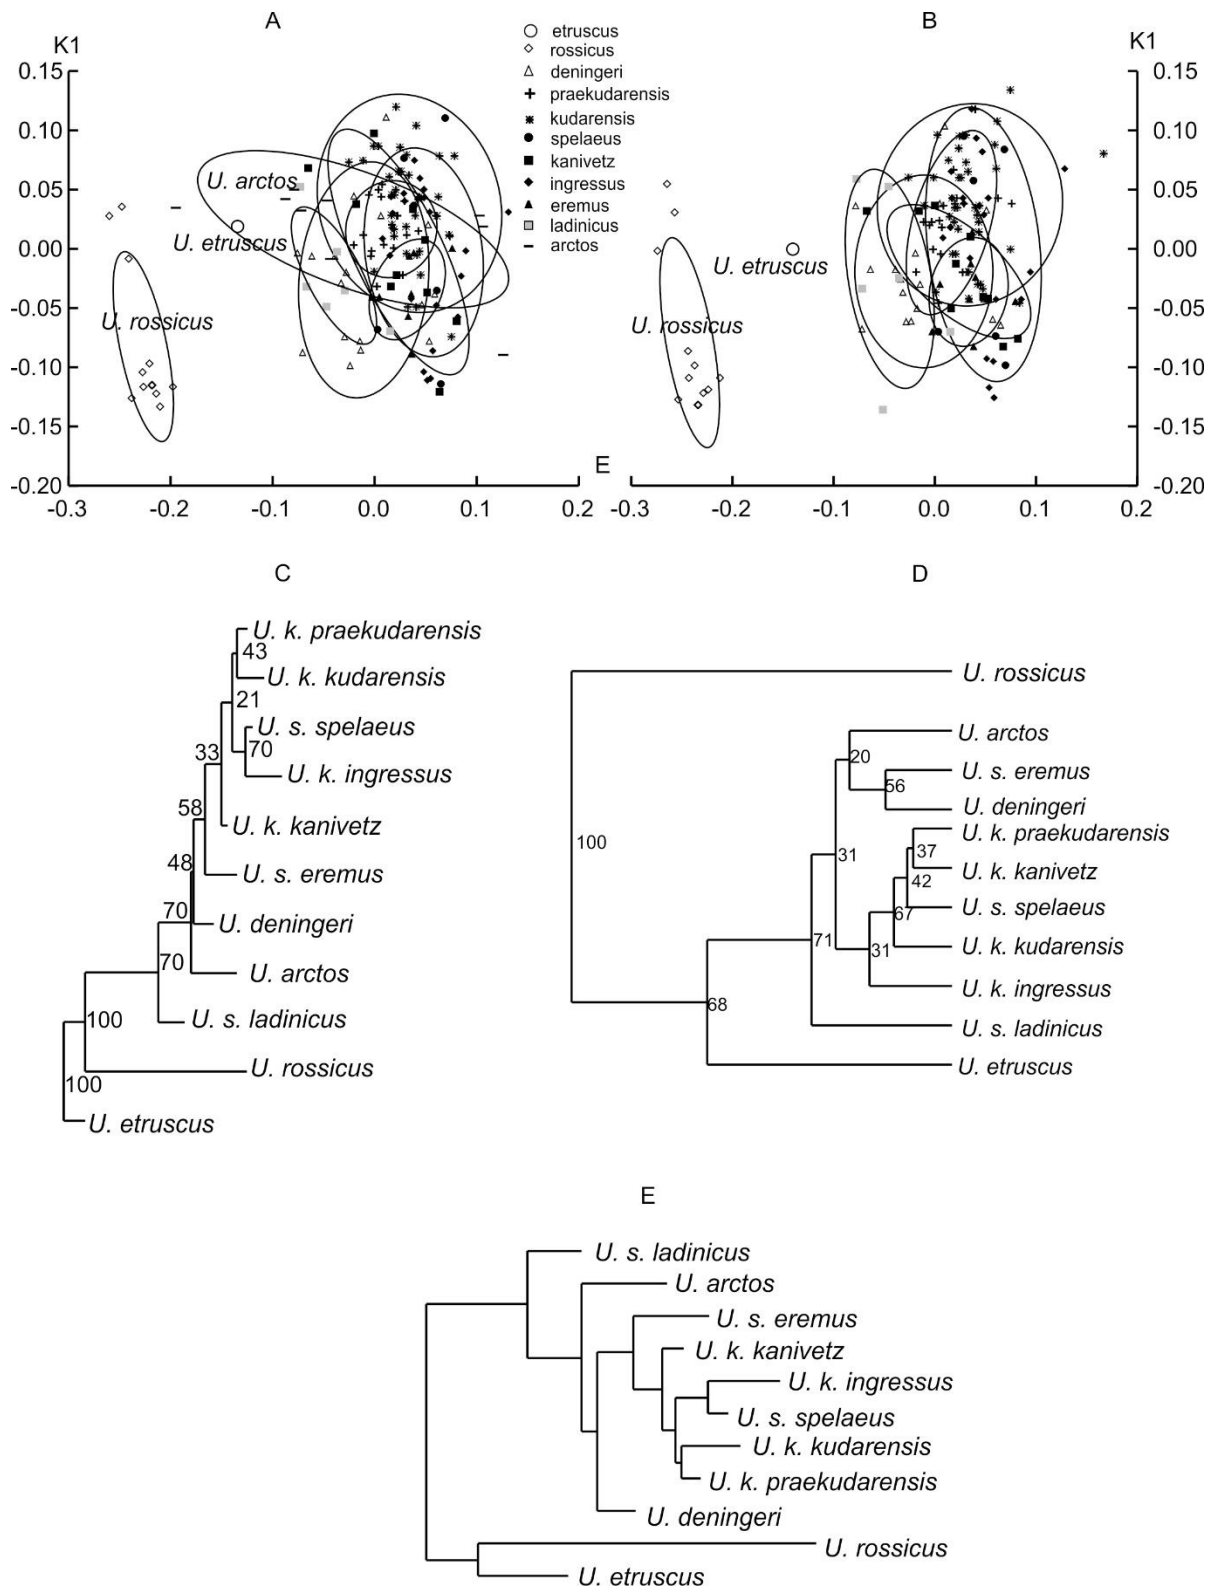 A
B
K1
K1
etruscus
rossicus
deningeri
praekudarensis
kudarensis
spelaeus
kanivetz
ingressus
eremus
ladinicus
arctos
0.15
0.10
0.05
0.00
-0.05
-0.10
-0.15
-0.20
U. arctos
U. etruscus
U. rossicus
-0.3
-0.2
-0.1
0.0
0.1
0.2
E
U. etruscus
U. rossicus
0.15
0.10
0.05
0.00
-0.05
-0.10
-0.15
-0.20
-0.3
-0.2
-0.1
0.0
0.1
0.2
C
U. k. praekudarensis
43
U. k. kudarensis
21
U. s. spelaeus
70
33
U. k. ingressus
58
U. k. kanivetz
48
U. s. eremus
70
U. deningeri
70
U. arctos
U. s. ladinicus
100
U. rossicus
100
U. etruscus
D
U. rossicus
U. arctos
20
U. s. eremus
56
U. deningeri
U. k. praekudarensis
100
31
37
U. k. kanivetz
42
U. s. spelaeus
67
71
31
U. k. kudarensis
U. k. ingressus
68
U. s. ladinicus
U. etruscus
E
U. s. ladinicus
U. arctos
U. s. eremus
U. k. kanivetz
U. k. ingressus
U. s. spelaeus
U. k. kudarensis
U. k. praekudarensis
U. deningeri
U. rossicus
U. etruscus